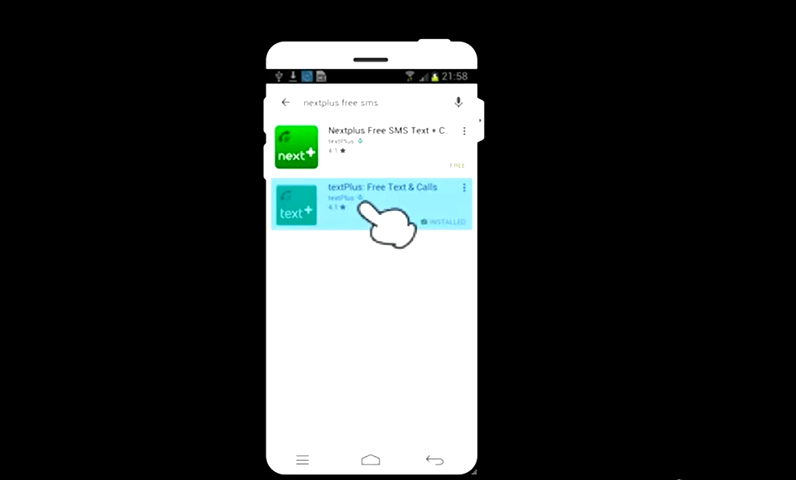 21:58
nextplus free sms
Nextplus Free SMS Text + C
textPlus
4.1
next+
FREE
textPlus: Free Text & Calls
textPlus
4.1
text+
INSTALLED